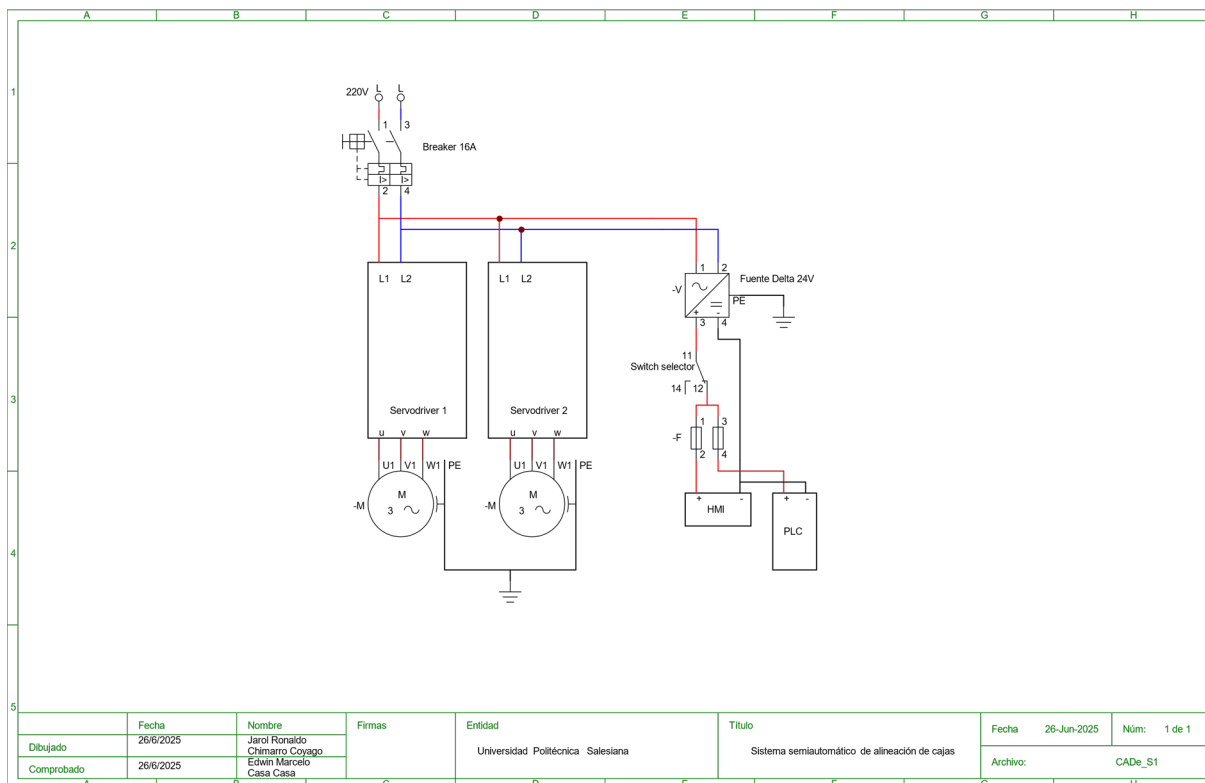 A B C D E F G H
1
220V L L
1 3
Breaker 16A
I> I>
2 4
2
L1 L2
L1 L2
1 2
Fuente Delta 24V
-V
PE
+ -
3 4
11
Switch selector
14 12
3
Servodriver 1
Servodriver 2
1 3
-F
2 4
u v w
u v w
U1 V1 W1 PE
U1 V1 W1 PE
-M M
3
-M M
3
+ -
HMI
+ -
PLC
4
5
Fecha
Nombre
Firmas
Entidad
Título
Fecha 26-Jun-2025
Núm: 1 de 1
Dibujado
26/6/2025
Jarol Ronaldo
Chimarro Coyago
Universidad Politécnica Salesiana
Sistema semiautomático de alineación de cajas
Comprobado
26/6/2025
Edwin Marcelo
Casa Casa
Archivo: CADe_S1